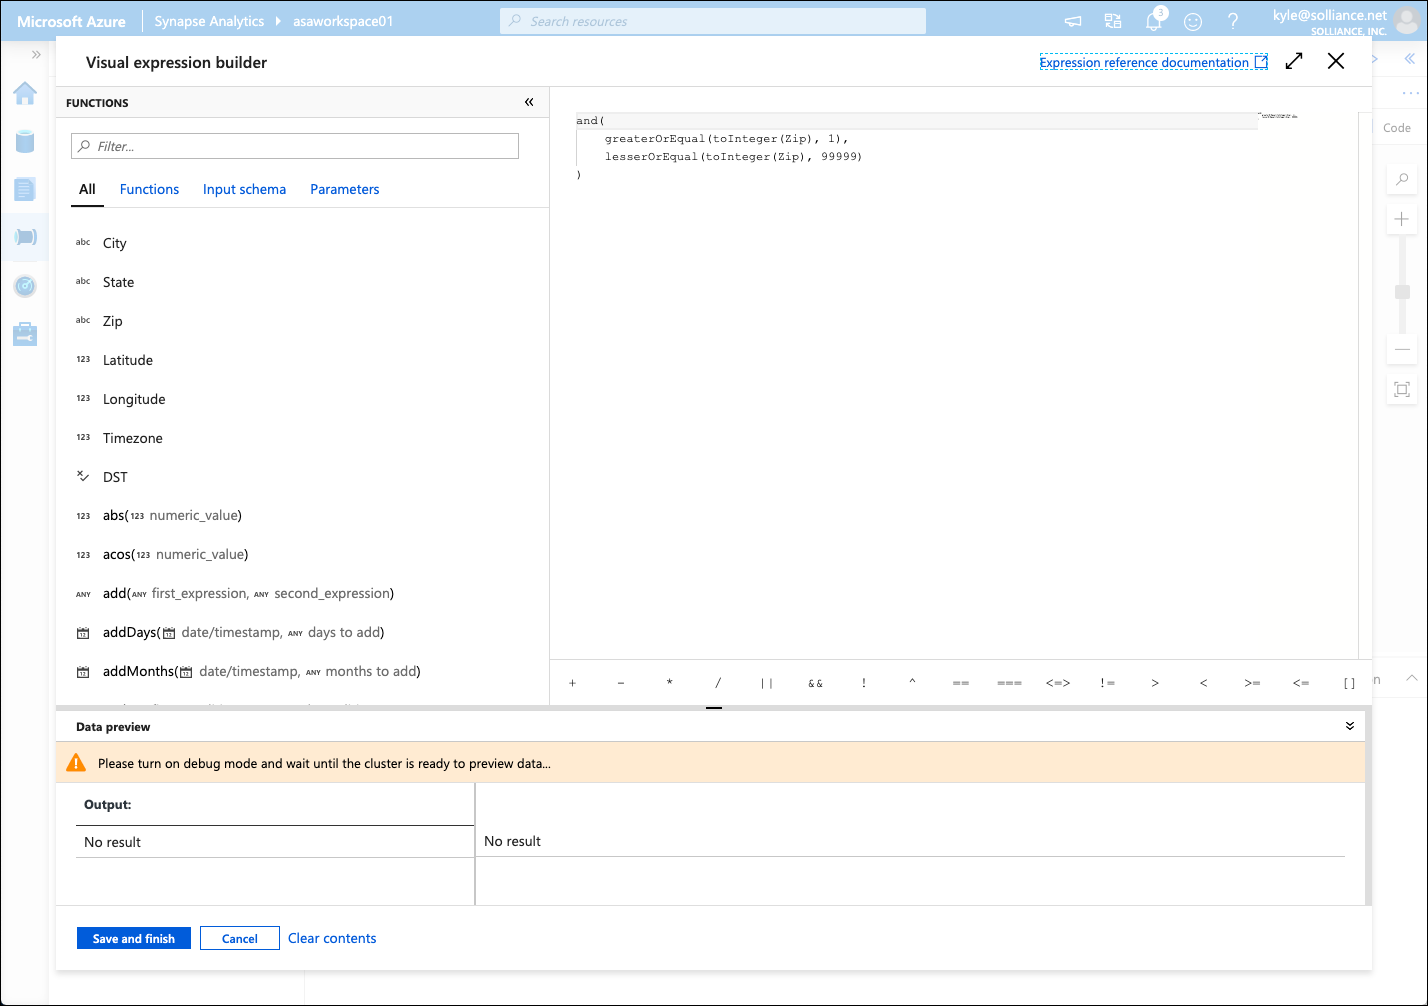 Microsoft Azure
Synapse Analytics
asaworkspace01
Search resources
3
kyle@solliance.net
SOLLIANCE, INC.
Visual expression builder
Expression reference documentation
FUNCTIONS
Filter...
All Functions Input schema Parameters
abc City
abc State
abc Zip
123 Latitude
123 Longitude
123 Timezone
DST
123 abs(123 numeric_value)
123 acos(123 numeric_value)
ANY add(ANY first_expression, ANY second_expression)
addDays( date/timestamp, ANY days to add)
addMonths( date/timestamp, ANY months to add)
and(
greaterOrEqual(toInteger(Zip), 1),
lesserOrEqual(toInteger(Zip), 99999)
)
+ - * / || && ! ^ == === <=> != > < >= <= []
Code
Data preview
Please turn on debug mode and wait until the cluster is ready to preview data...
Output:
No result
No result
Save and finish
Cancel
Clear contents